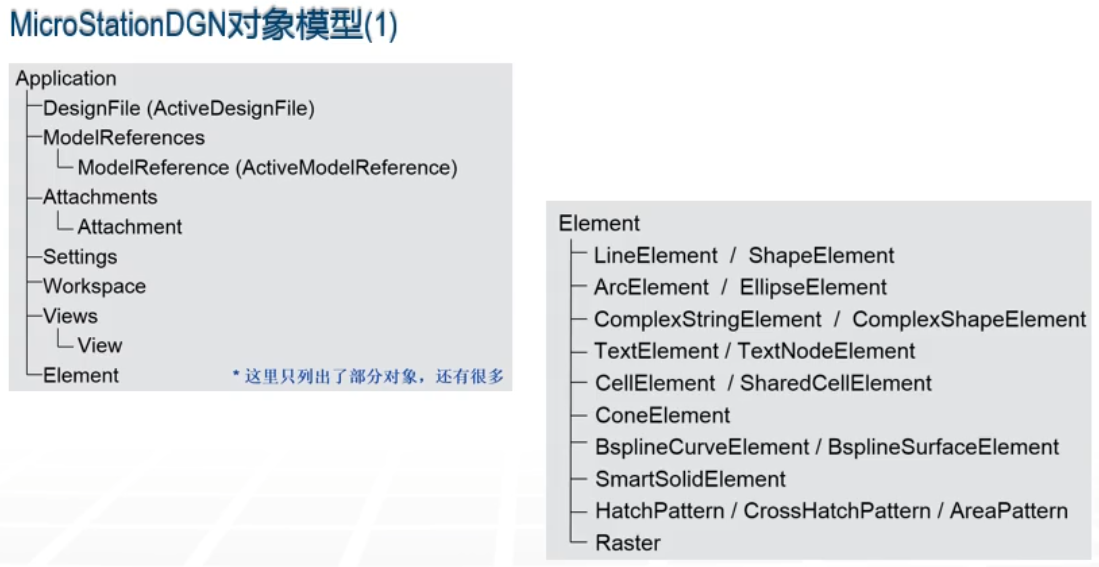 MicroStationDGN对象模型(1)
Application
DesignFile (ActiveDesignFile)
ModelReferences
ModelReference (ActiveModelReference)
Attachments
Attachment
Settings
Workspace
Views
View
Element
* 这里只列出了部分对象，还有很多
Element
LineElement / ShapeElement
ArcElement / EllipseElement
ComplexStringElement / ComplexShapeElement
TextElement / TextNodeElement
CellElement / SharedCellElement
ConeElement
BsplineCurveElement / BsplineSurfaceElement
SmartSolidElement
HatchPattern / CrossHatchPattern / AreaPattern
Raster